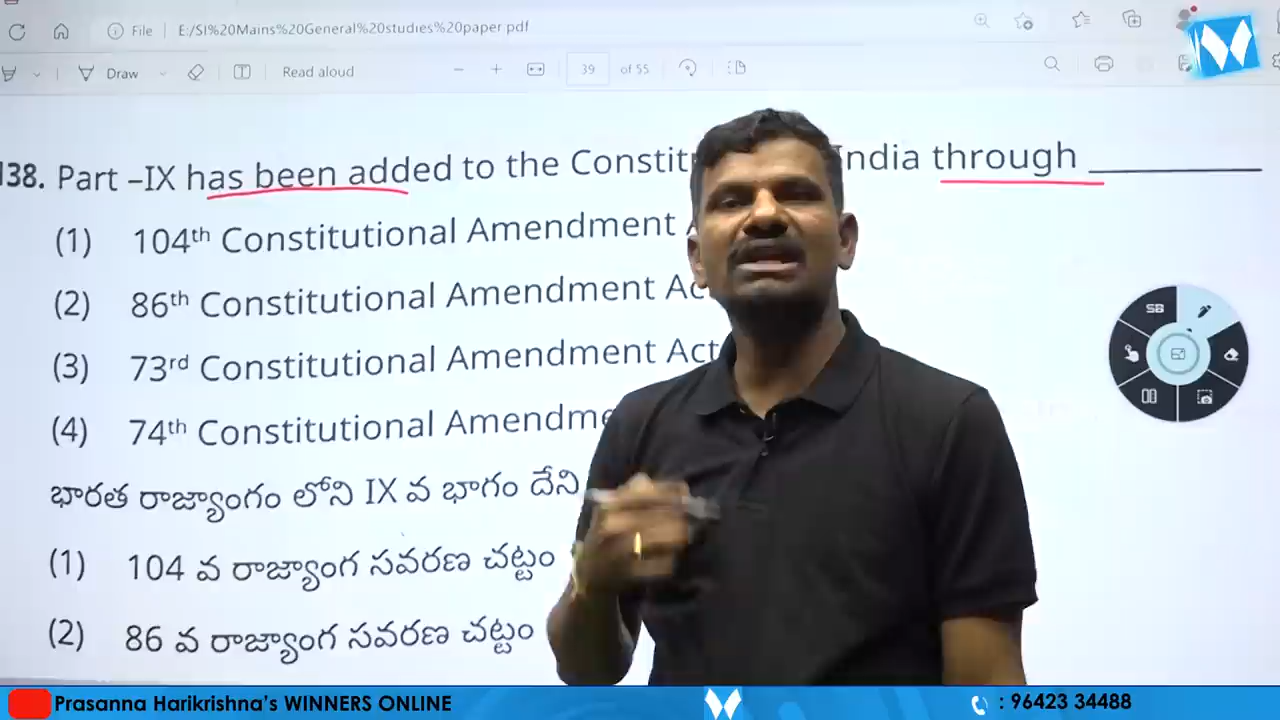 File E:/SI%20Mains%20General%20studies%20paper.pdf
Draw Read aloud 39 of 55
138. Part –IX has been added to the Constit India through
(1) 104th Constitutional Amendment
(2) 86th Constitutional Amendment Ac
(3) 73rd Constitutional Amendment Act
(4) 74th Constitutional Amendme
భారత రాజ్యాంగం లోని IX వ భాగం దేని
(1) 104 వ రాజ్యాంగ సవరణ చట్టం
(2) 86 వ రాజ్యాంగ సవరణ చట్టం
SB
Prasanna Harikrishna's WINNERS ONLINE : 96423 34488